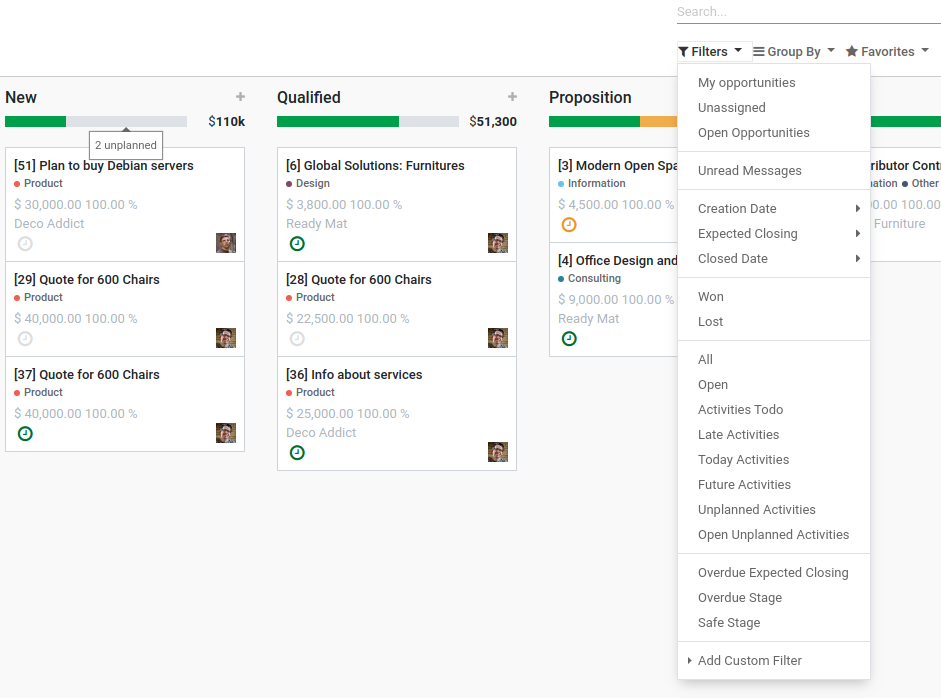 Search...
Filters
Group By
Favorites
New
+
$110k
2 unplanned
[51] Plan to buy Debian servers
Product
$ 30,000.00 100.00 %
Deco Addict
[29] Quote for 600 Chairs
Product
$ 40,000.00 100.00 %
[37] Quote for 600 Chairs
Product
$ 40,000.00 100.00 %
Qualified
+
$51,300
[6] Global Solutions: Furnitures
Design
$ 3,800.00 100.00 %
Ready Mat
[28] Quote for 600 Chairs
Product
$ 22,500.00 100.00 %
[36] Info about services
Product
$ 25,000.00 100.00 %
Deco Addict
Proposition
[3] Modern Open Spa
Information
$ 4,500.00 100.00 %
[4] Office Design and
Consulting
$ 9,000.00 100.00 %
Ready Mat
My opportunities
Unassigned
Open Opportunities
Unread Messages
Creation Date
Expected Closing
Closed Date
Won
Lost
All
Open
Activities Todo
Late Activities
Today Activities
Future Activities
Unplanned Activities
Open Unplanned Activities
Overdue Expected Closing
Overdue Stage
Safe Stage
Add Custom Filter
ributor Cont
ation Other
0.00 100.00
Furniture